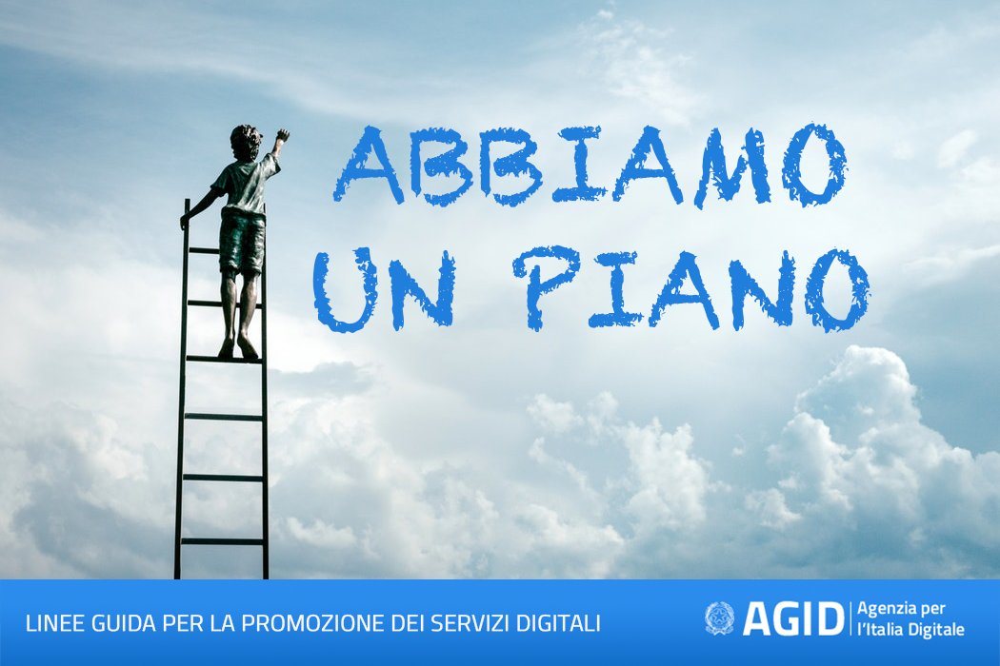 ABBIAMO
UN PIANO
LINEE GUIDA PER LA PROMOZIONE DEI SERVIZI DIGITALI
AGID
Agenzia per
l'Italia Digitale